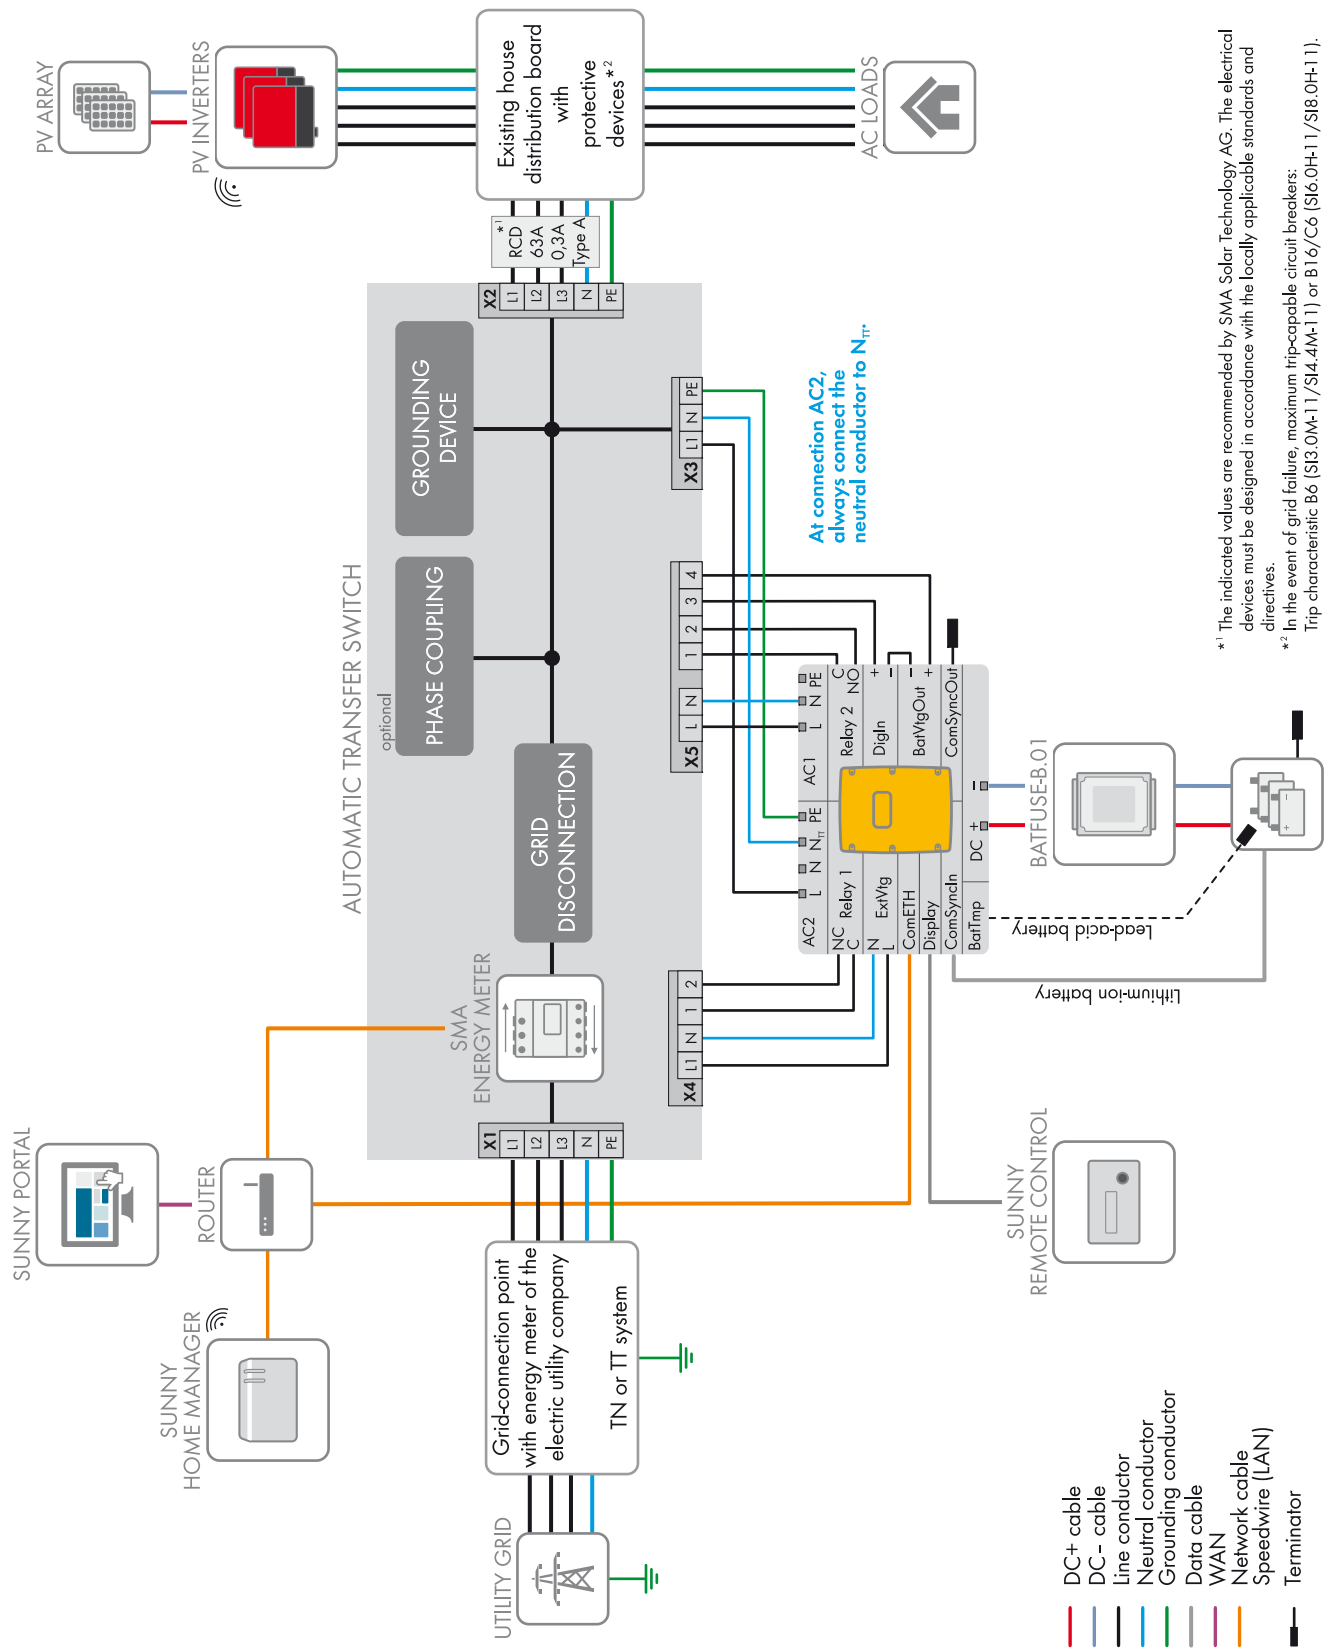 SUNNY PORTAL
ROUTER
SUNNY
HOME MANAGER
UTILITY GRID
Grid-connection point
with energy meter of the
electric utility company
TN or TT system
AUTOMATIC TRANSFER SWITCH
X1
L1
L2
L3
N
PE
SMA
ENERGY METER
GRID
DISCONNECTION
optional
PHASE COUPLING
GROUNDING
DEVICE
X2
L1
L2
L3
N
PE
RCD *1
63A
0,3A
Type A
Existing house
distribution board
with
protective
devices*2
PV ARRAY
PV INVERTERS
AC LOADS
X4
L1
N
1
2
X5
L
N
1
2
3
4
X3
L1
N
PE
At connection AC2,
always connect the
neutral conductor to NTT.
AC2
L
N
NTT
PE
AC1
L
N
PE
NC
C
Relay 1
Relay 2
C
NO
N
L
ExtVtg
DigIn
+
–
ComETH
Display
BatVtgOut
–
+
ComSyncIn
ComSyncOut
BatTmp
DC
+
–
Lead-acid battery
Lithium-ion battery
BATFUSE-B.01
+
–
SUNNY
REMOTE CONTROL
DC+ cable
DC– cable
Line conductor
Neutral conductor
Grounding conductor
Data cable
WAN
Network cable
Speedwire (LAN)
Terminator
*1 The indicated values are recommended by SMA Solar Technology AG. The electrical
devices must be designed in accordance with the locally applicable standards and
directives.
*2 In the event of grid failure, maximum trip-capable circuit breakers:
Trip characteristic B6 (SI3.0M-11/SI4.4M-11) or B16/C6 (SI6.0H-11/SI8.0H-11).